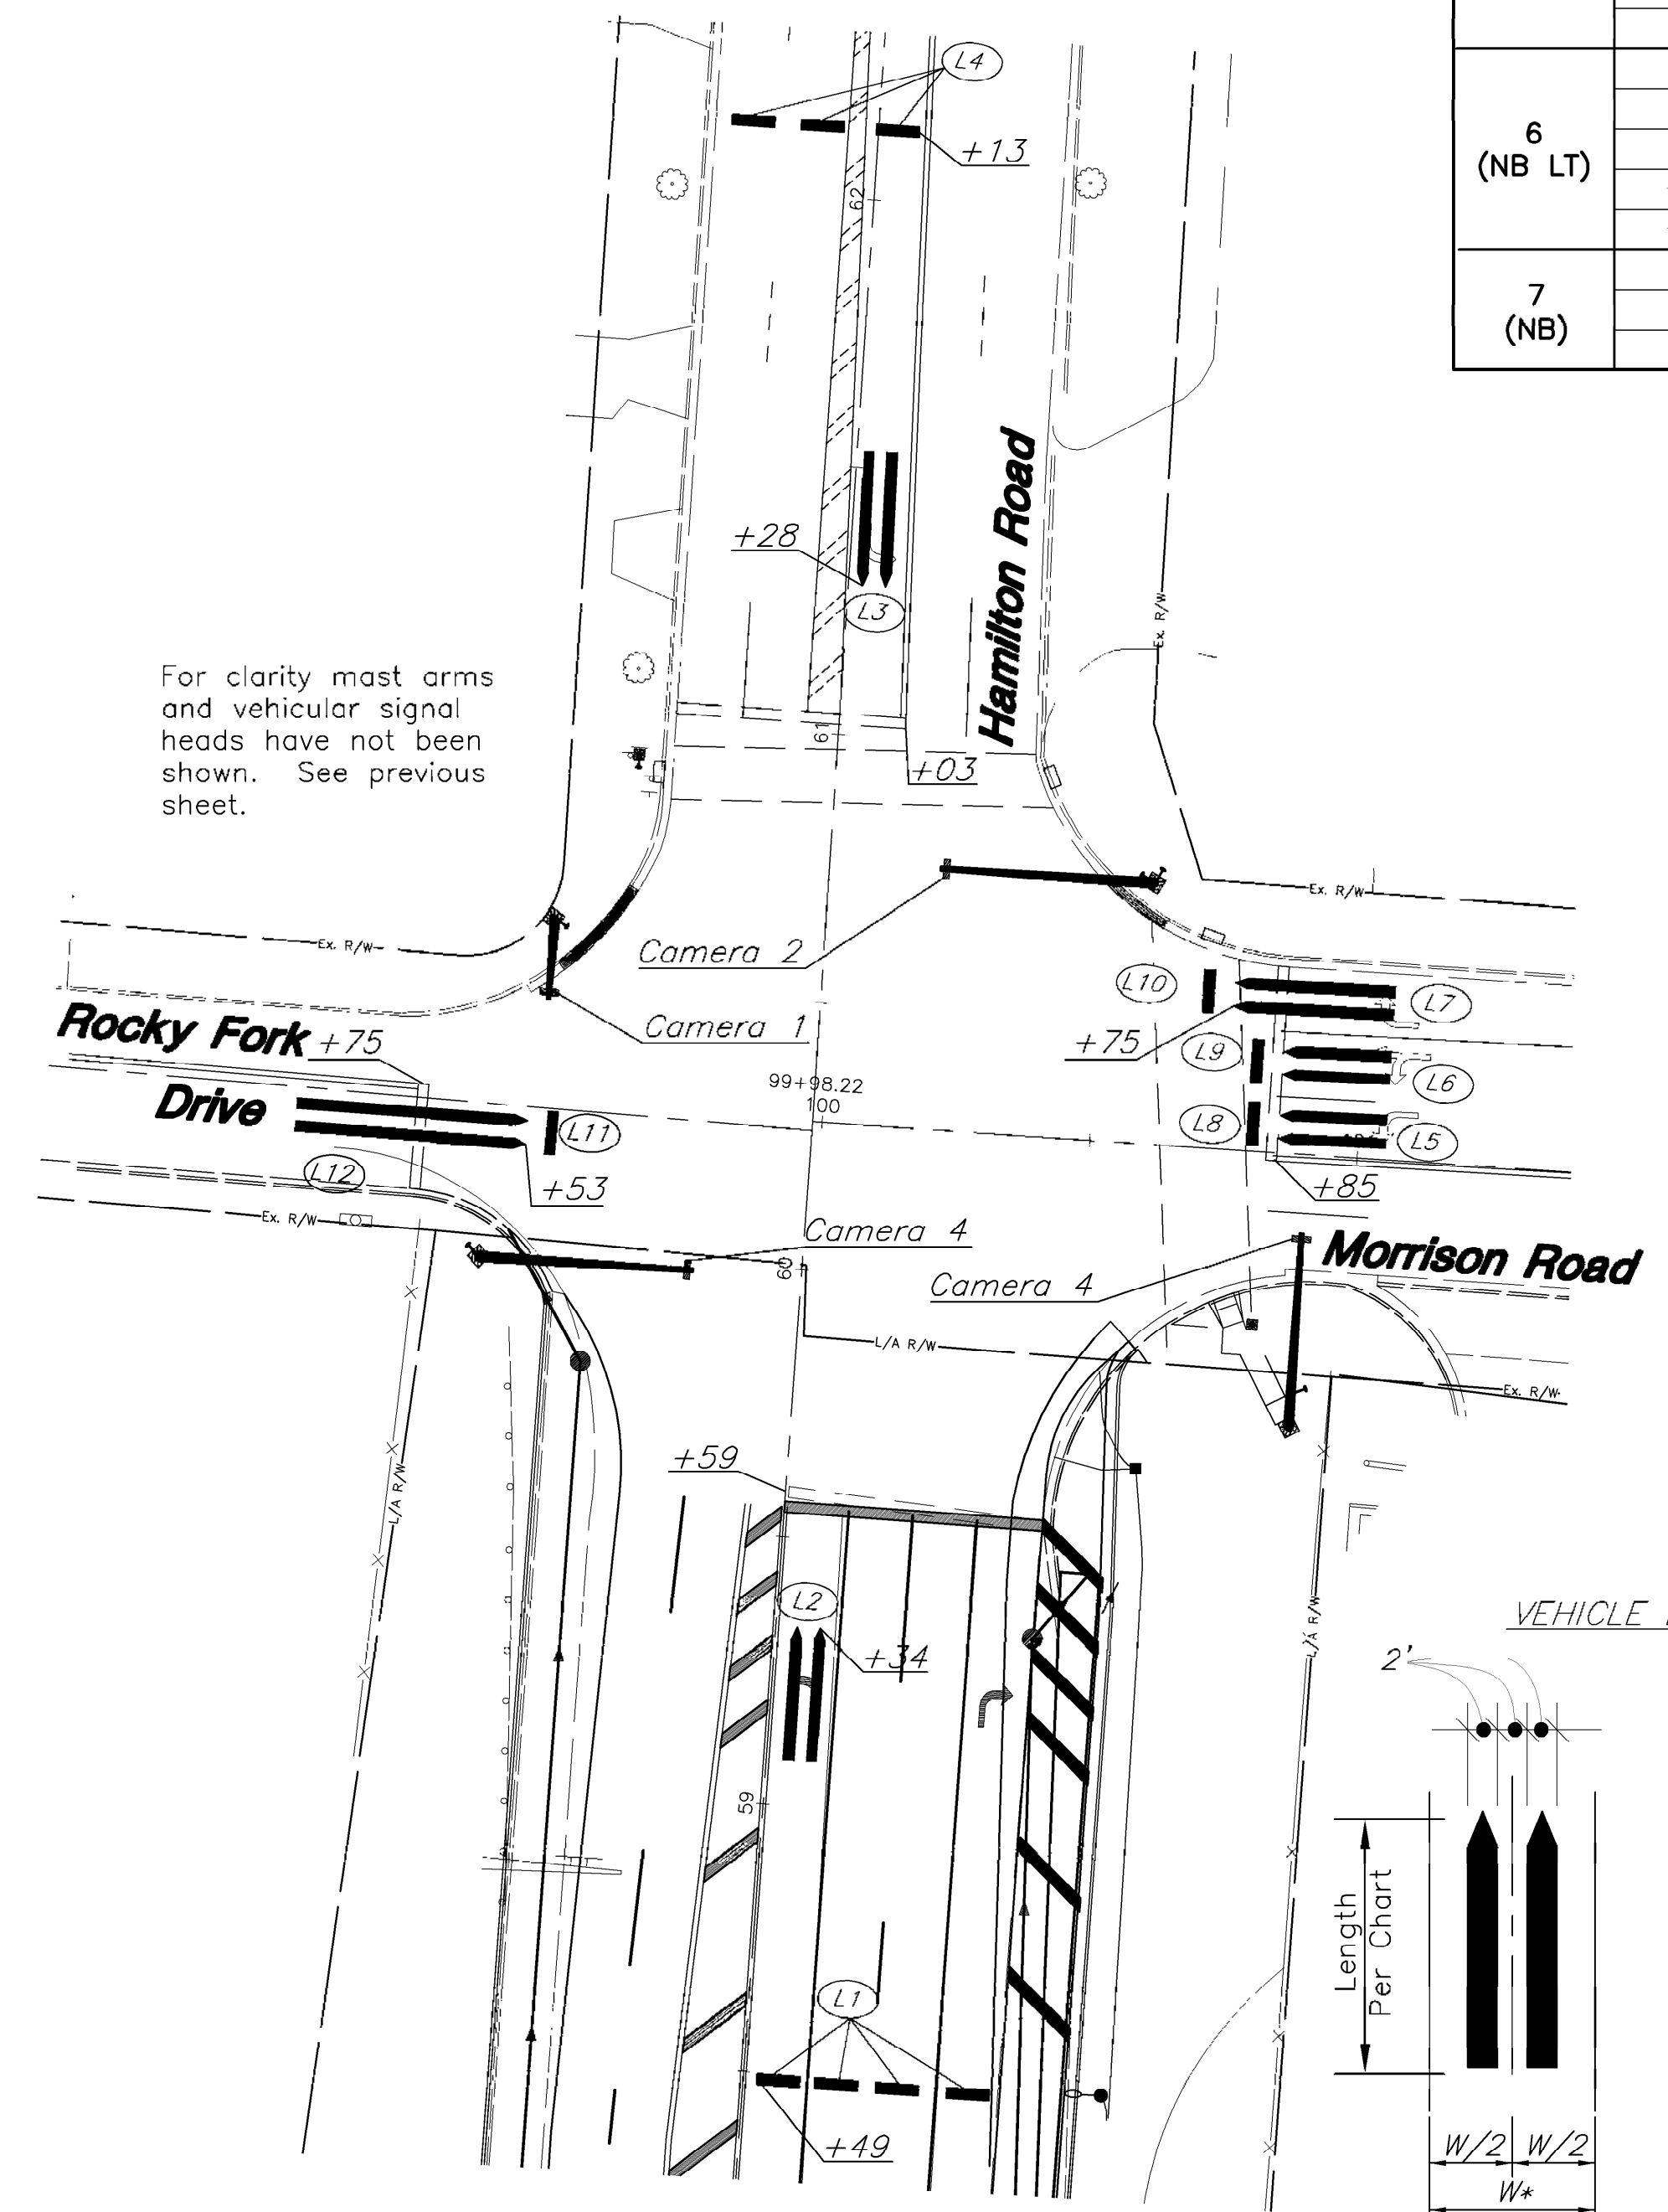 L4
+13
62
6
(NB LT)
7
(NB)
+28
L3
Hamilton Road
Ex. R/W
For clarity mast arms
and vehicular signal
heads have not been
shown. See previous
sheet.
61
+03
Ex. R/W
Ex. R/W
Camera 2
L10
L7
Rocky Fork
Drive
+75
Camera 1
+75
L9
L6
99+98.22
100
L8
L5
L11
L12
+53
+85
Ex. R/W
Camera 4
60
Camera 4
Morrison Road
L/A R/W
Ex. R/W
+59
L/A R/W
L2
+34
L/A R/W
VEHICLE
2'
59
Length
Per Chart
L1
+49
W/2
W/2
W*